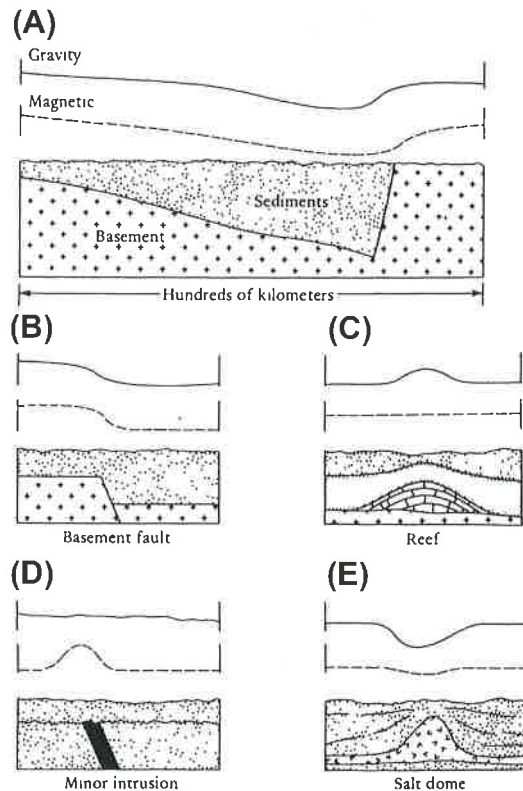 (A)
Gravity
Magnetic
Sediments
Basement
Hundreds of kilometers
(B)
(C)
Basement fault
Reef
(D)
(E)
Minor intrusion
Salt dome